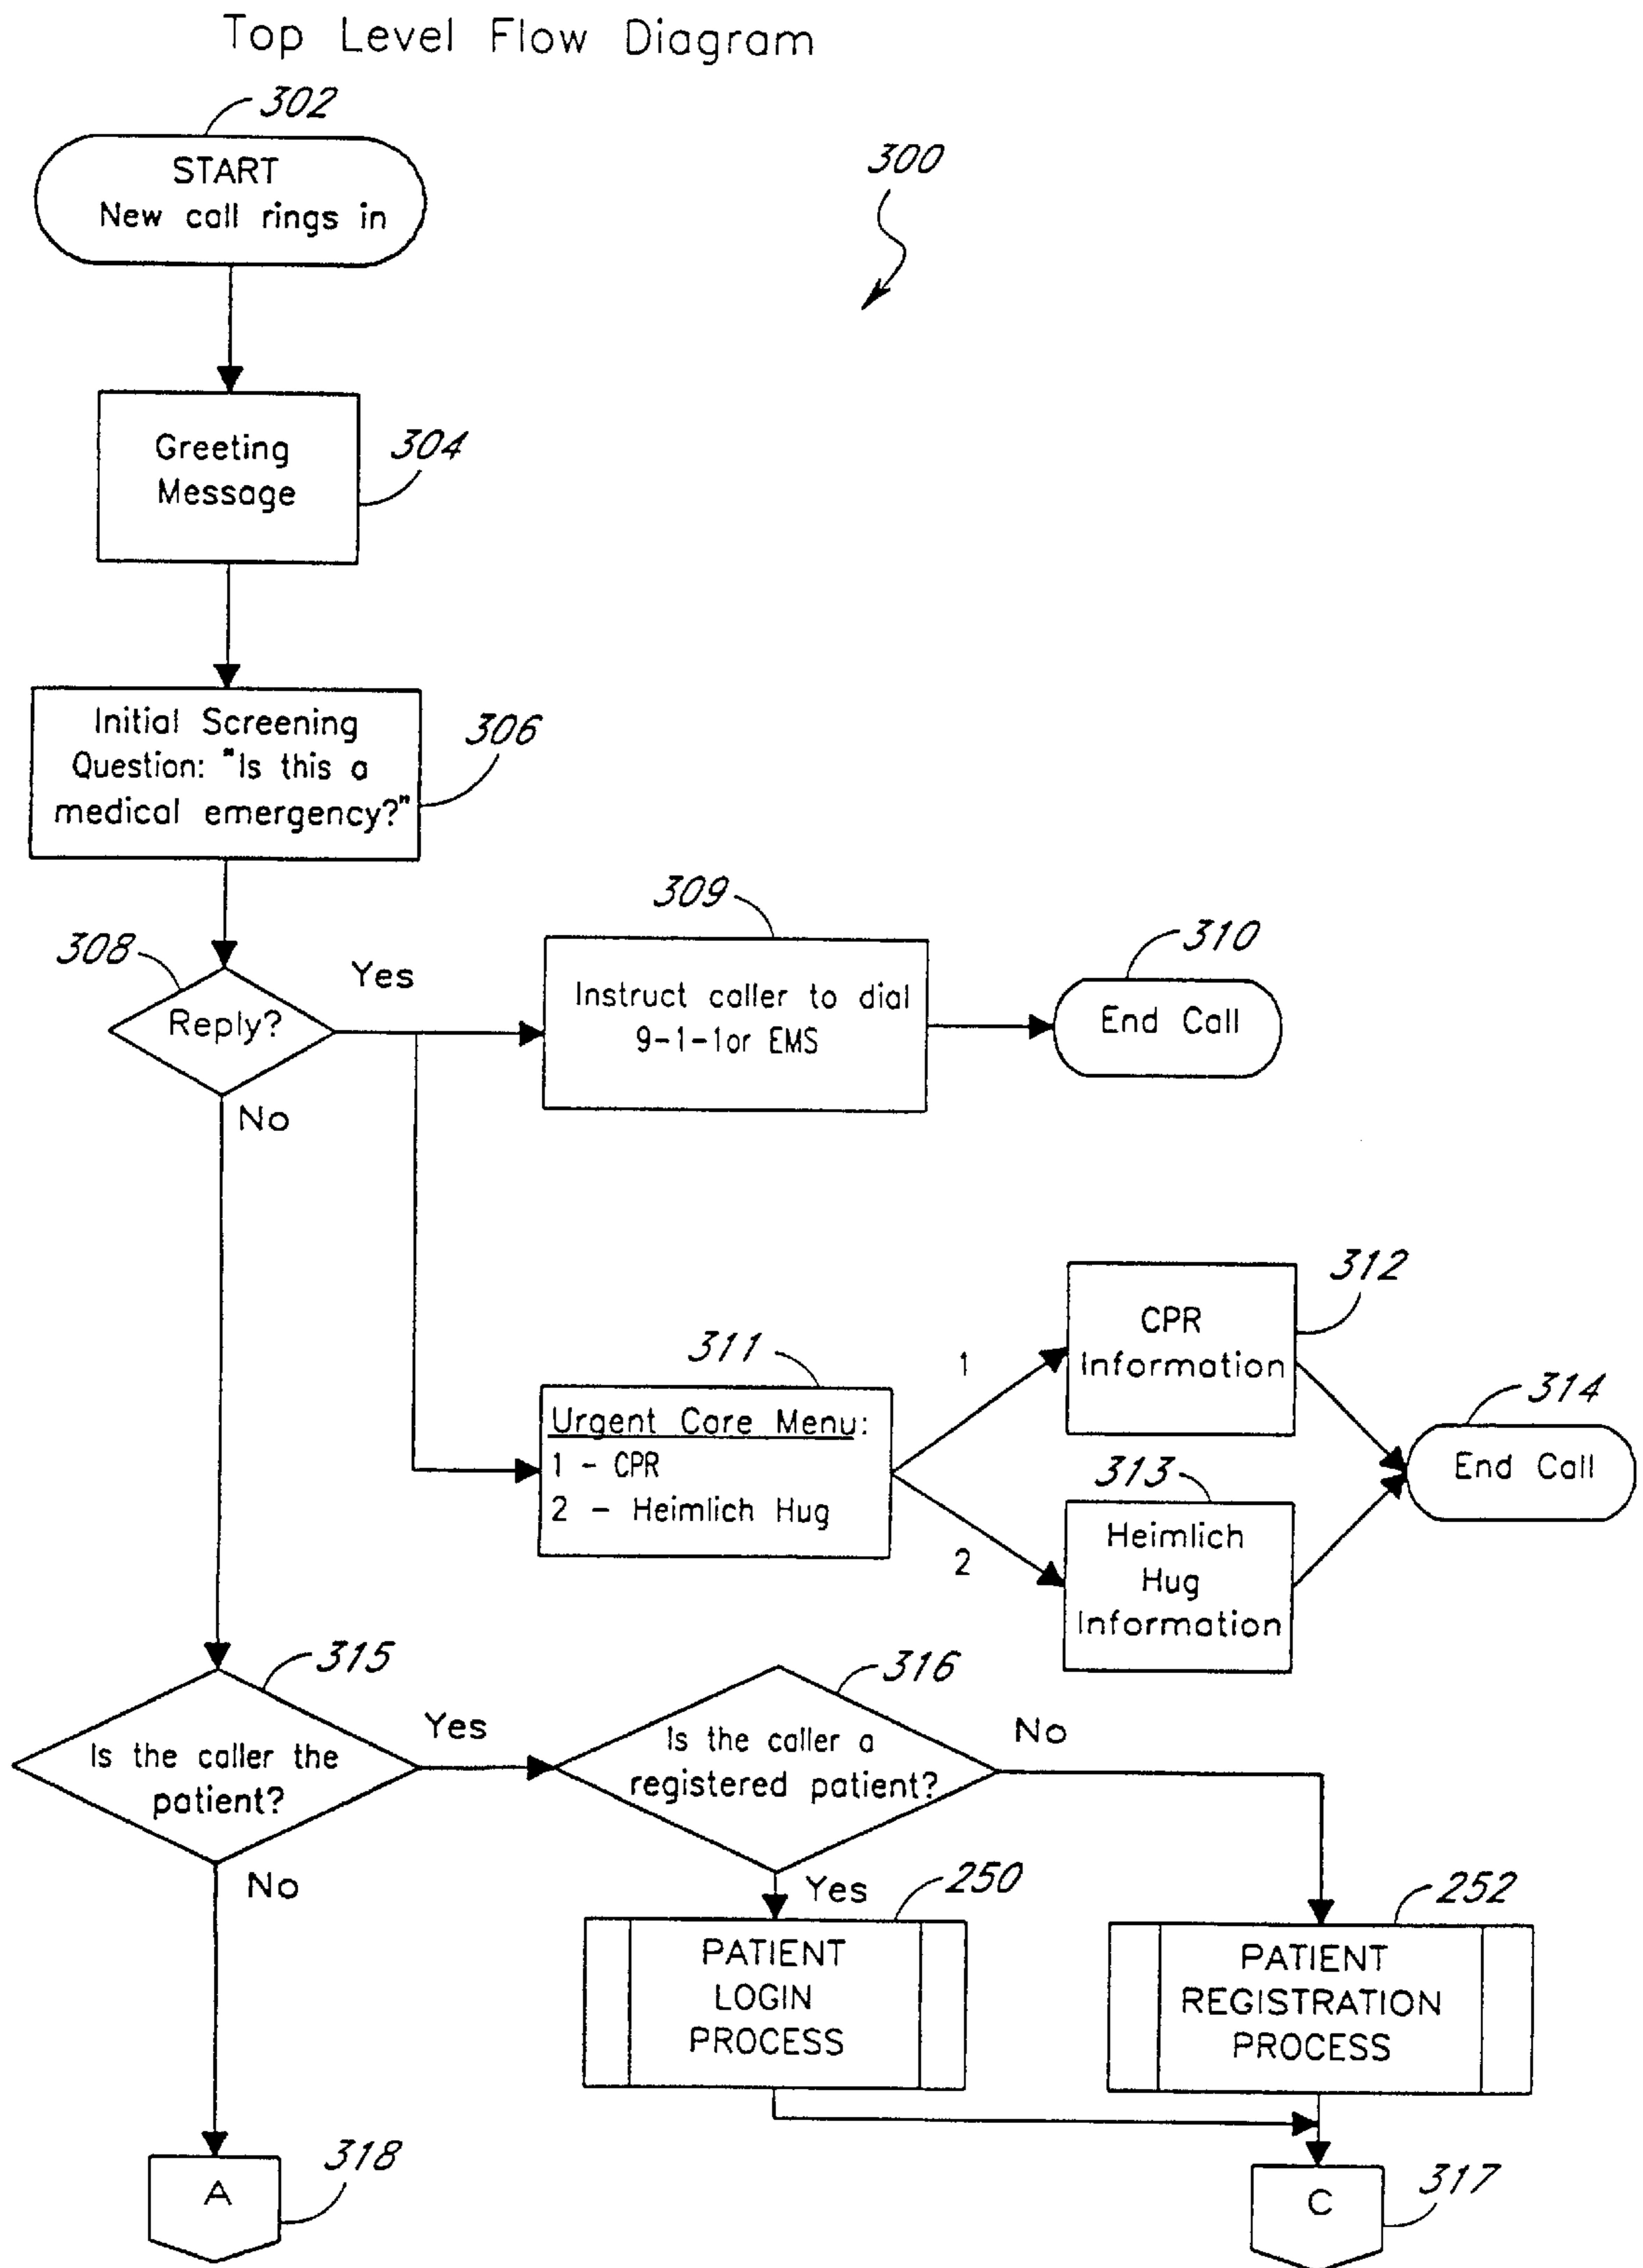 Top Level Flow Diagram
302
START
New call rings in
300
Greeting
Message
304
Initial Screening
Question: "Is this a
medical emergency?"
306
308
Reply?
Yes
No
309
Instruct caller to dial
9-1-1or EMS
310
End Call
311
Urgent Care Menu:
1 - CPR
2 - Heimlich Hug
1
2
312
CPR
Information
313
Heimlich
Hug
Information
314
End Call
315
Is the caller the
patient?
Yes
No
316
Is the caller a
registered patient?
No
Yes
250
PATIENT
LOGIN
PROCESS
252
PATIENT
REGISTRATION
PROCESS
A
318
C
317